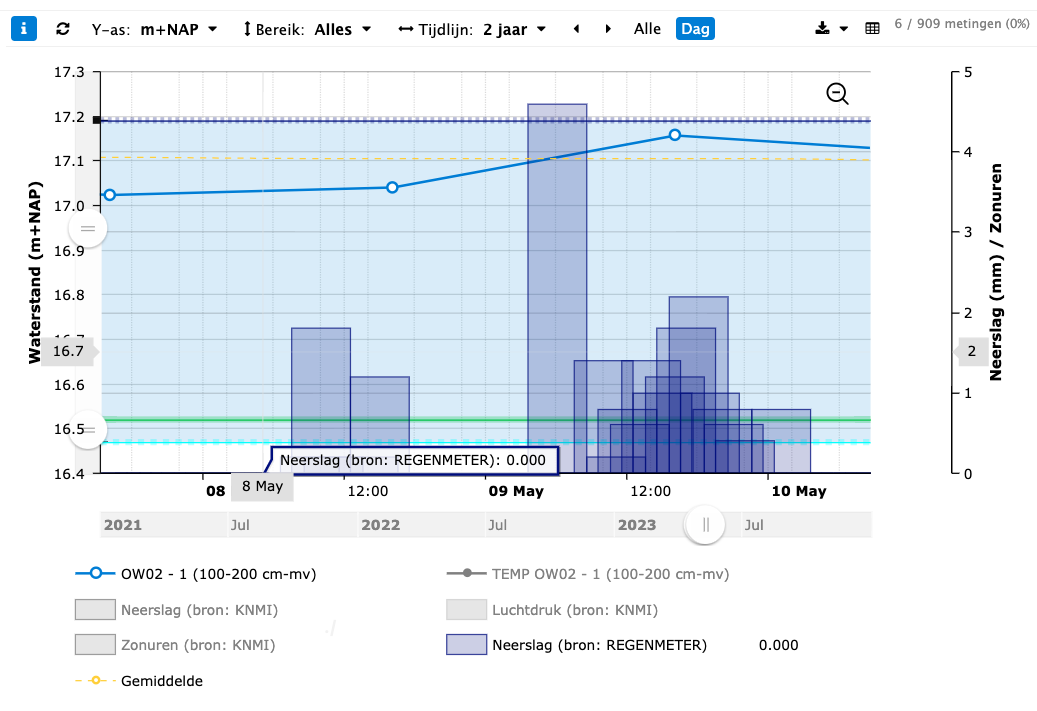 i Y-as: m+NAP Bereik: Alles Tijdlijn: 2 jaar Alle Dag 6 / 909 metingen (0%)
17.3 5
17.2
17.1 4
17.0
16.9 3
16.8 2
16.7 2
16.6 1
16.5
16.4 0
Waterstand (m+NAP)
Neerslag (mm) / Zonuren
Neerslag (bron: REGENMETER): 0.000
08 8 May 12:00 09 May 12:00 10 May
2021 Jul 2022 Jul 2023 Jul
OW02 - 1 (100-200 cm-mv) TEMP OW02 - 1 (100-200 cm-mv)
Neerslag (bron: KNMI) Luchtdruk (bron: KNMI)
Zonuren (bron: KNMI) Neerslag (bron: REGENMETER) 0.000
Gemiddelde